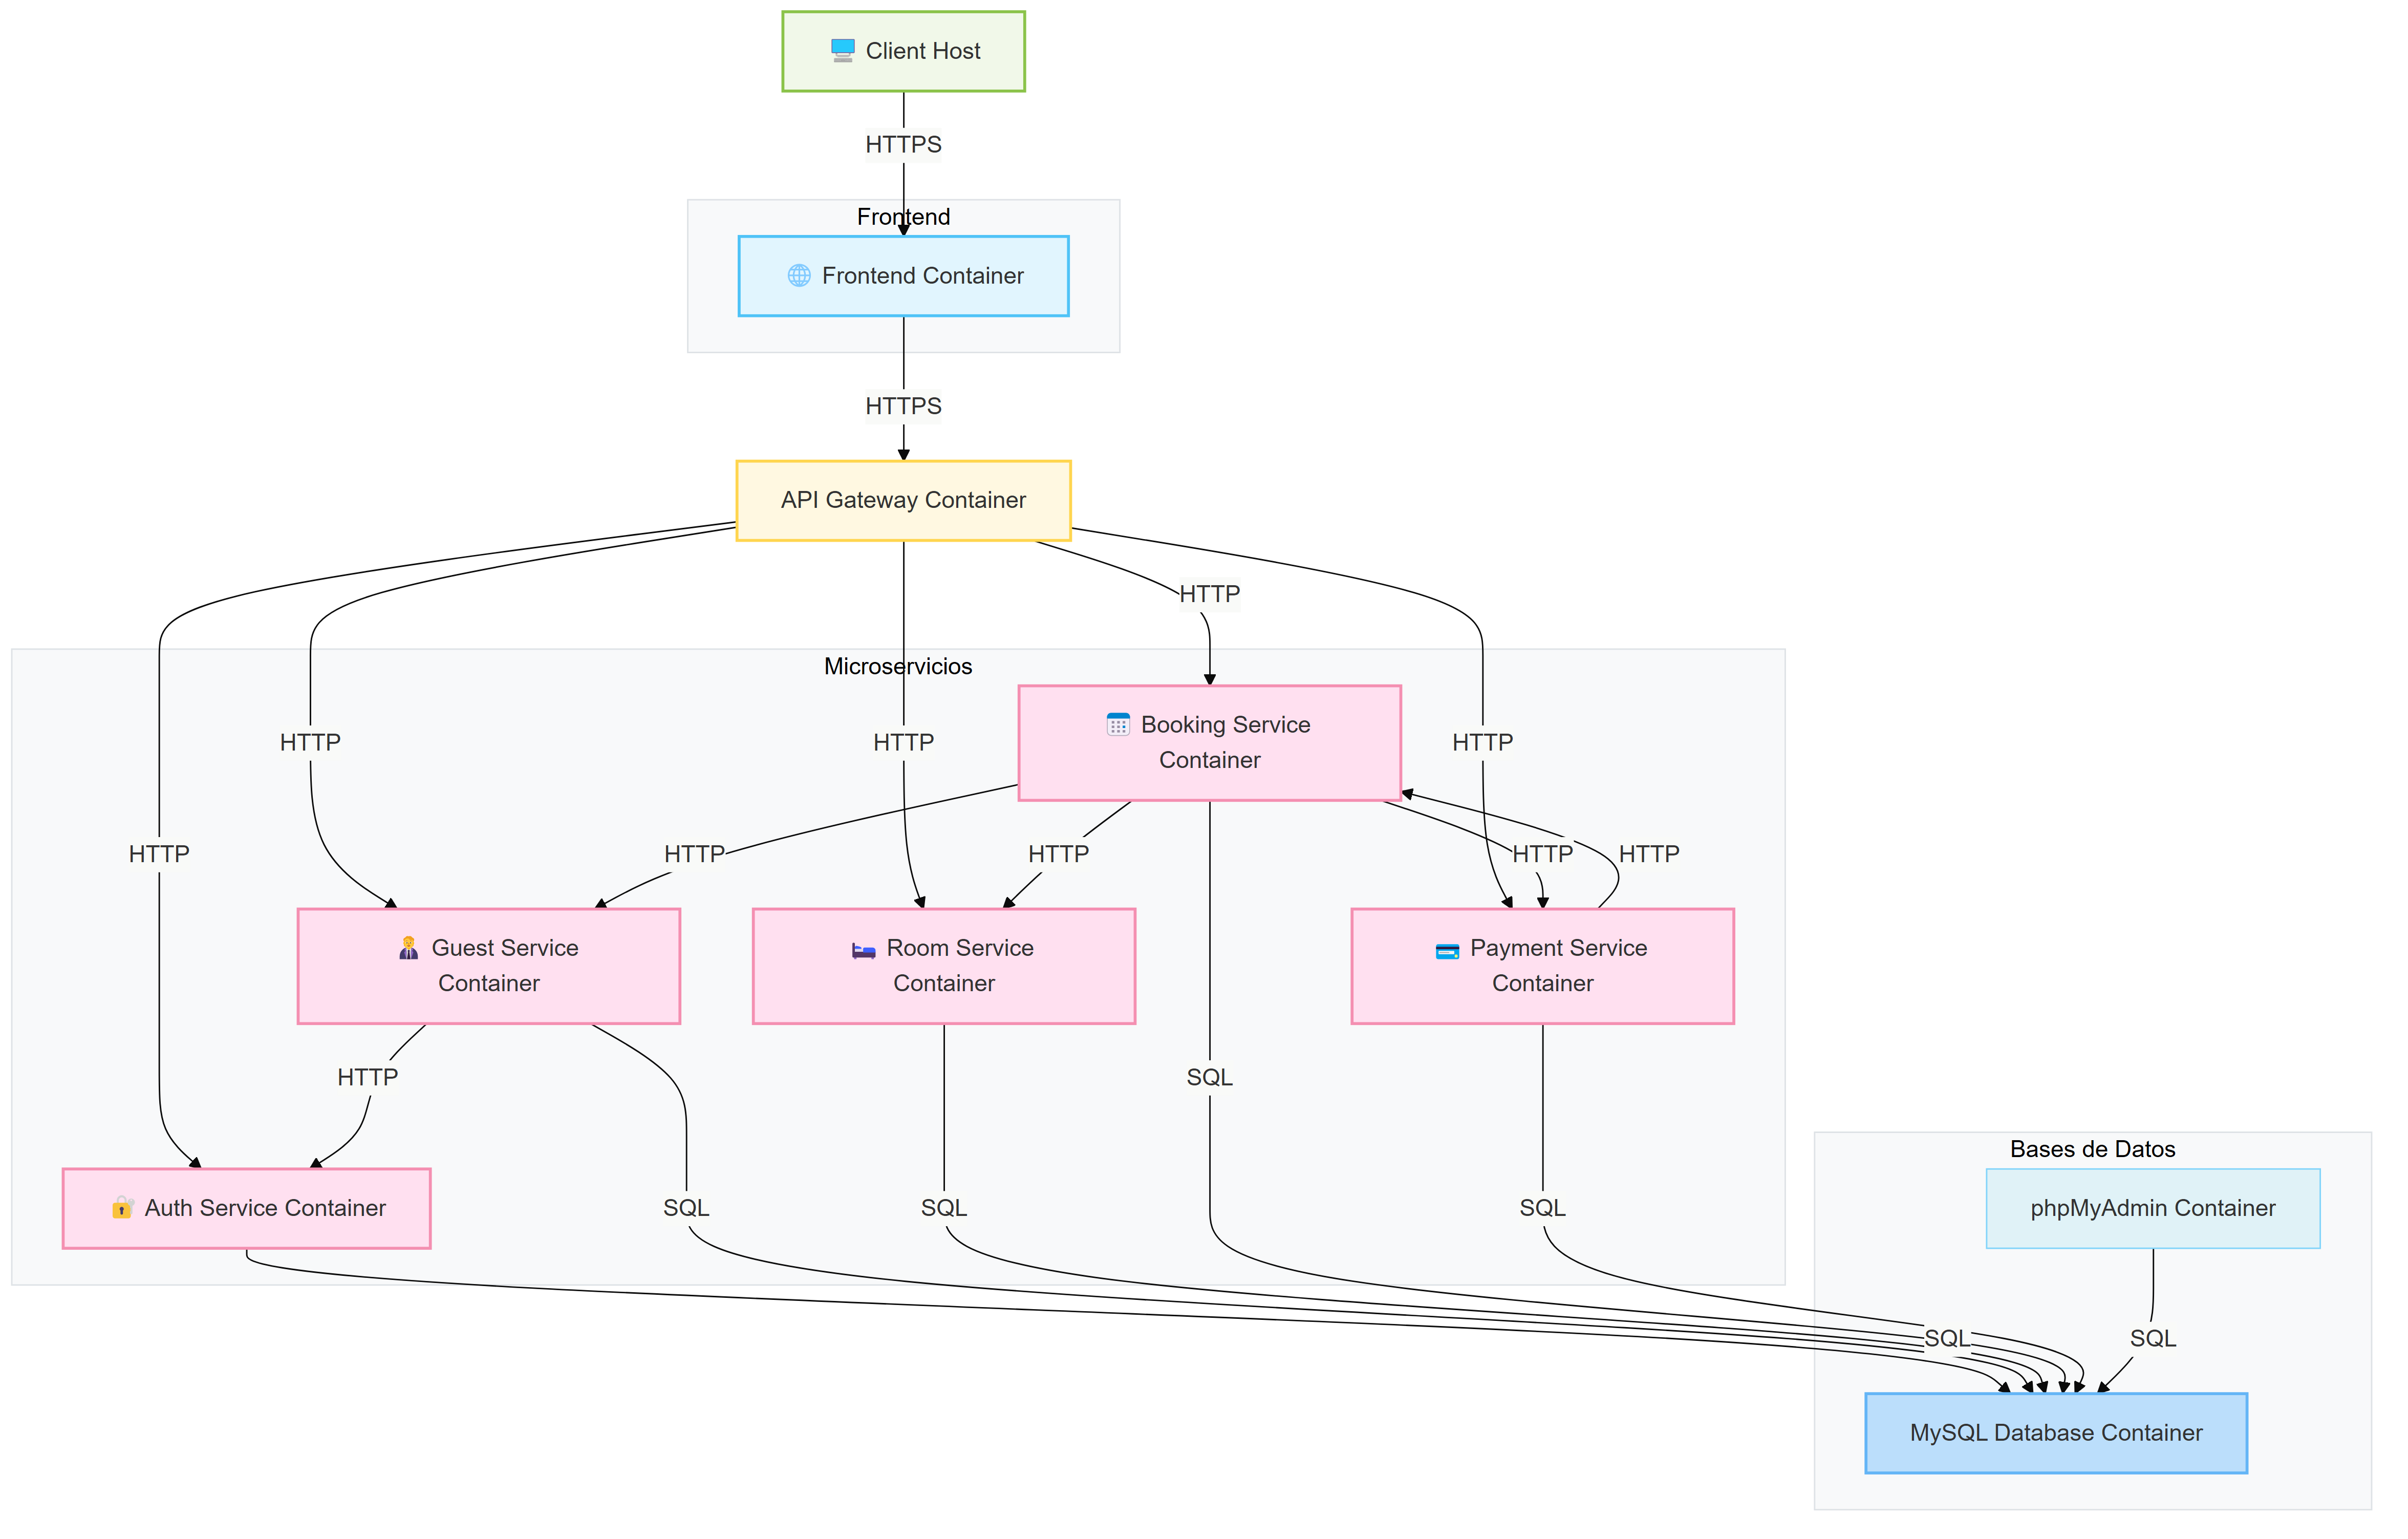 Client Host
HTTPS
Frontend
Frontend Container
HTTPS
API Gateway Container
HTTP
Microservicios
Booking Service
Container
HTTP
HTTP
HTTP
HTTP
HTTP
HTTP
HTTP
HTTP
Guest Service
Container
Room Service
Container
Payment Service
Container
HTTP
SQL
Bases de Datos
Auth Service Container
SQL
SQL
SQL
phpMyAdmin Container
SQL
SQL
MySQL Database Container